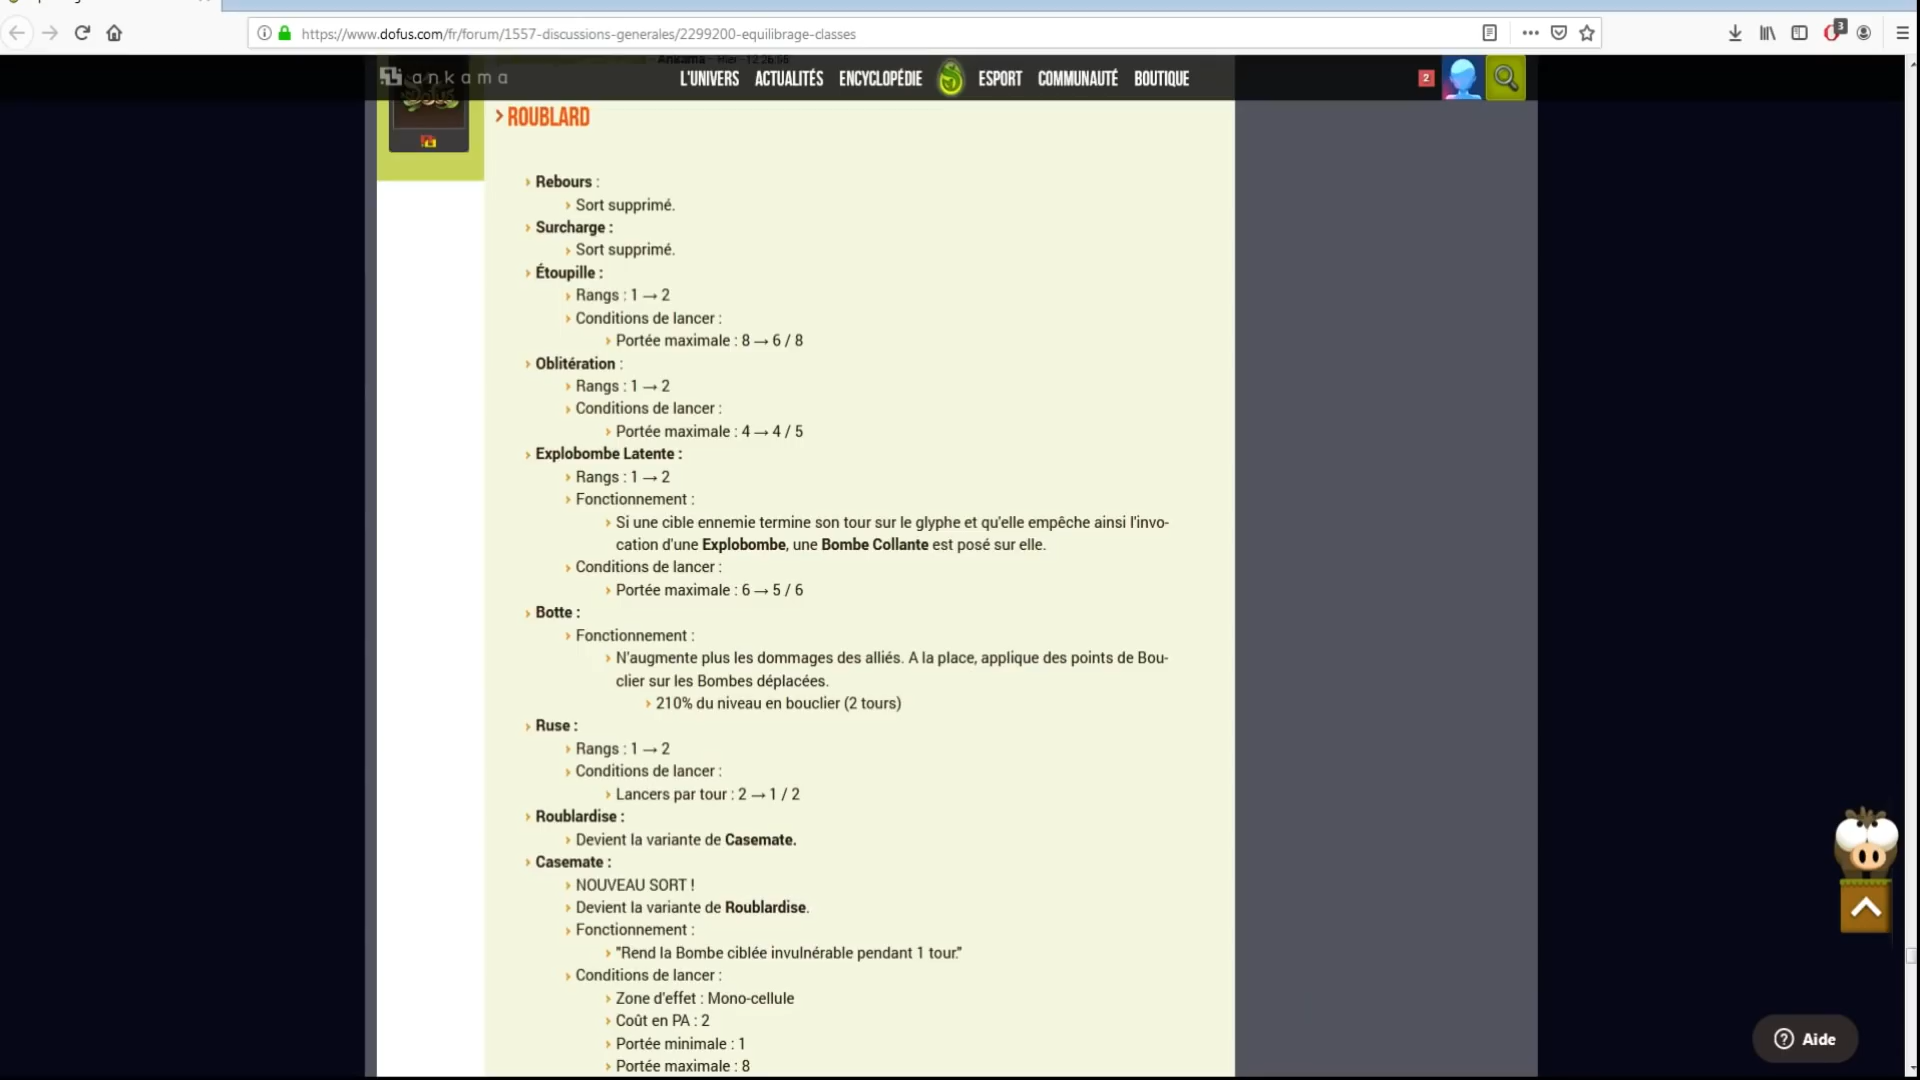 https://www.dofus.com/fr/forum/1557-discussions-generales/2299200-equilibrage-classes
3
ankama
L'UNIVERS ACTUALITÉS ENCYCLOPÉDIE ESPORT COMMUNAUTÉ BOUTIQUE
2
> ROUBLARD
› Rebours :
› Sort supprimé.
› Surcharge :
› Sort supprimé.
› Étoupille :
› Rangs : 1 → 2
› Conditions de lancer :
› Portée maximale : 8 → 6 / 8
› Oblitération :
› Rangs : 1 → 2
› Conditions de lancer :
› Portée maximale : 4 → 4 / 5
› Explobombe Latente :
› Rangs : 1 → 2
› Fonctionnement :
› Si une cible ennemie termine son tour sur le glyphe et qu'elle empêche ainsi l'invo-
cation d'une Explobombe, une Bombe Collante est posé sur elle.
› Conditions de lancer :
› Portée maximale : 6 → 5 / 6
› Botte :
› Fonctionnement :
› N'augmente plus les dommages des alliés. A la place, applique des points de Bou-
clier sur les Bombes déplacées.
› 210% du niveau en bouclier (2 tours)
› Ruse :
› Rangs : 1 → 2
› Conditions de lancer :
› Lancers par tour : 2 → 1 / 2
› Roublardise :
› Devient la variante de Casemate.
› Casemate :
› NOUVEAU SORT !
› Devient la variante de Roublardise.
› Fonctionnement :
› "Rend la Bombe ciblée invulnérable pendant 1 tour."
› Conditions de lancer :
› Zone d'effet : Mono-cellule
› Coût en PA : 2
› Portée minimale : 1
› Portée maximale : 8
Aide